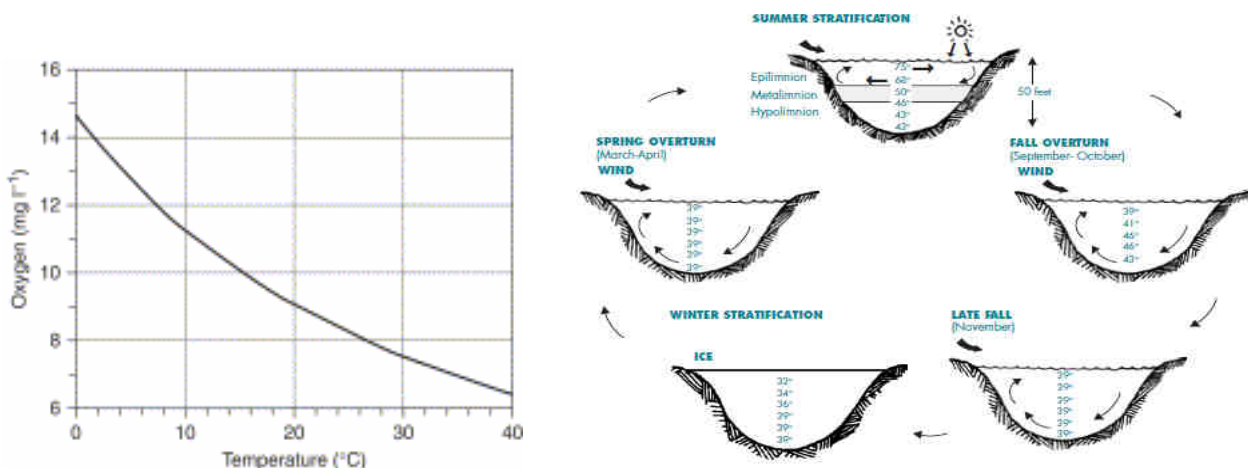 16
14
12
10
8
6
Oxygen (mg l⁻¹)
0
10
20
30
40
Temperature (°C)
SUMMER STRATIFICATION
Epilimnion
Metalimnion
Hypolimnion
75°
68°
50°
46°
43°
42°
50 feet
SPRING OVERTURN
(March-April)
WIND
39°
39°
39°
39°
39°
39°
FALL OVERTURN
(September- October)
WIND
39°
41°
46°
46°
43°
WINTER STRATIFICATION
ICE
32°
34°
36°
39°
39°
39°
LATE FALL
(November)
39°
39°
39°
39°
39°
39°